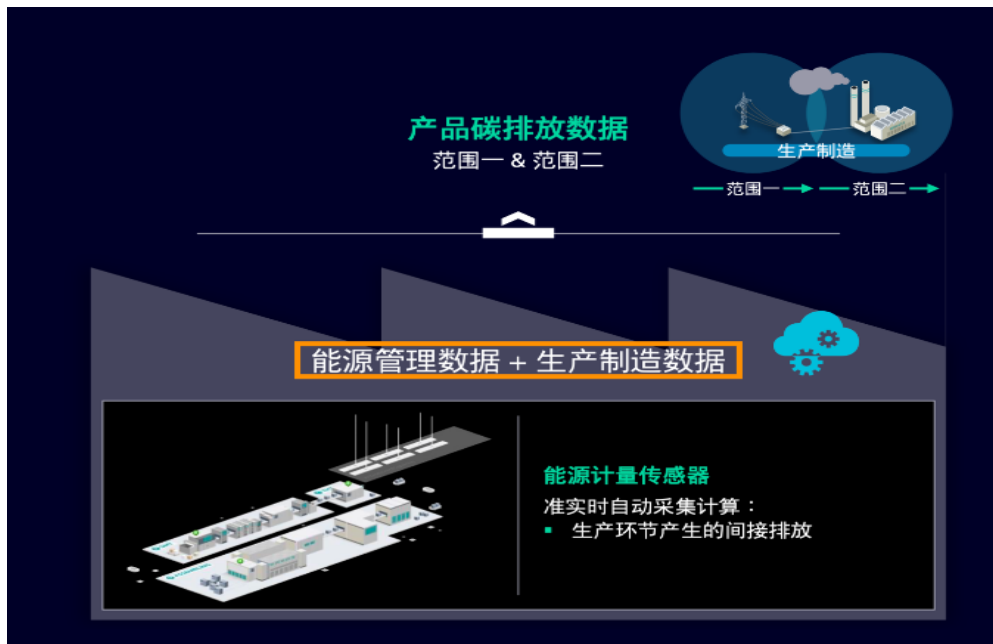 产品碳排放数据
范围一 & 范围二
生产制造
范围一
范围二
能源管理数据 + 生产制造数据
能源计量传感器
准实时自动采集计算：
▪ 生产环节产生的间接排放